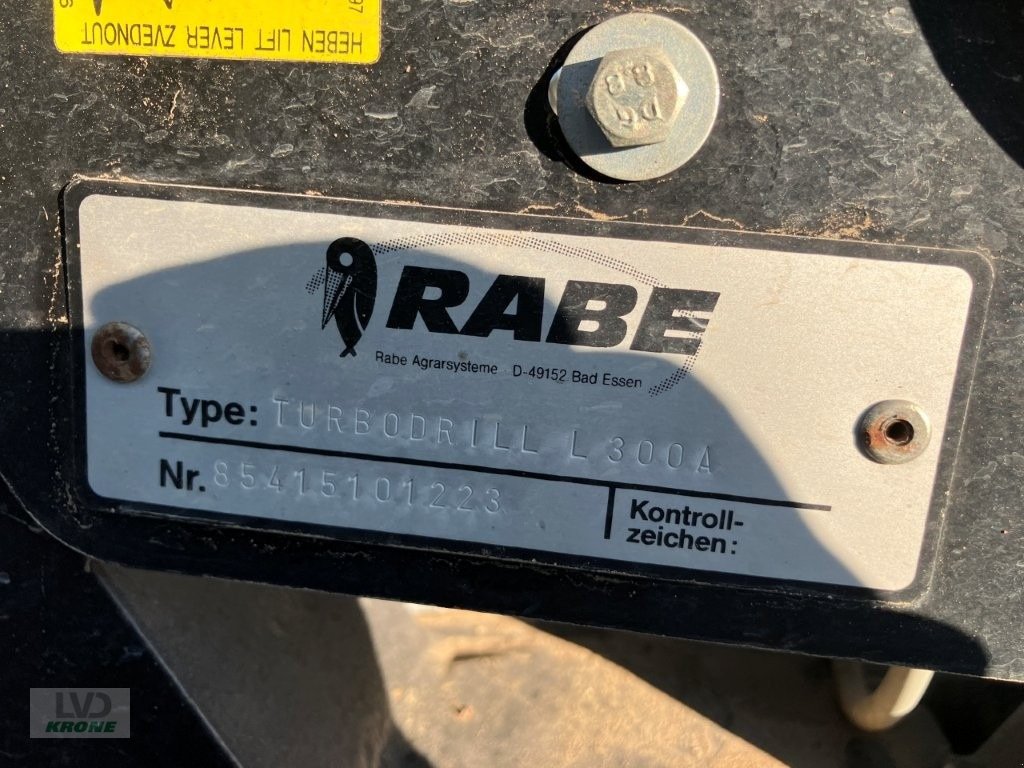 HEBEN LIFT LEVER ZVEDNOUT
8.8
RABE
Rabe Agrarsysteme D-49152 Bad Essen
Type: TURBODRILL L 300A
Nr. 85415101223
Kontroll-
zeichen:
LVD
KRONE